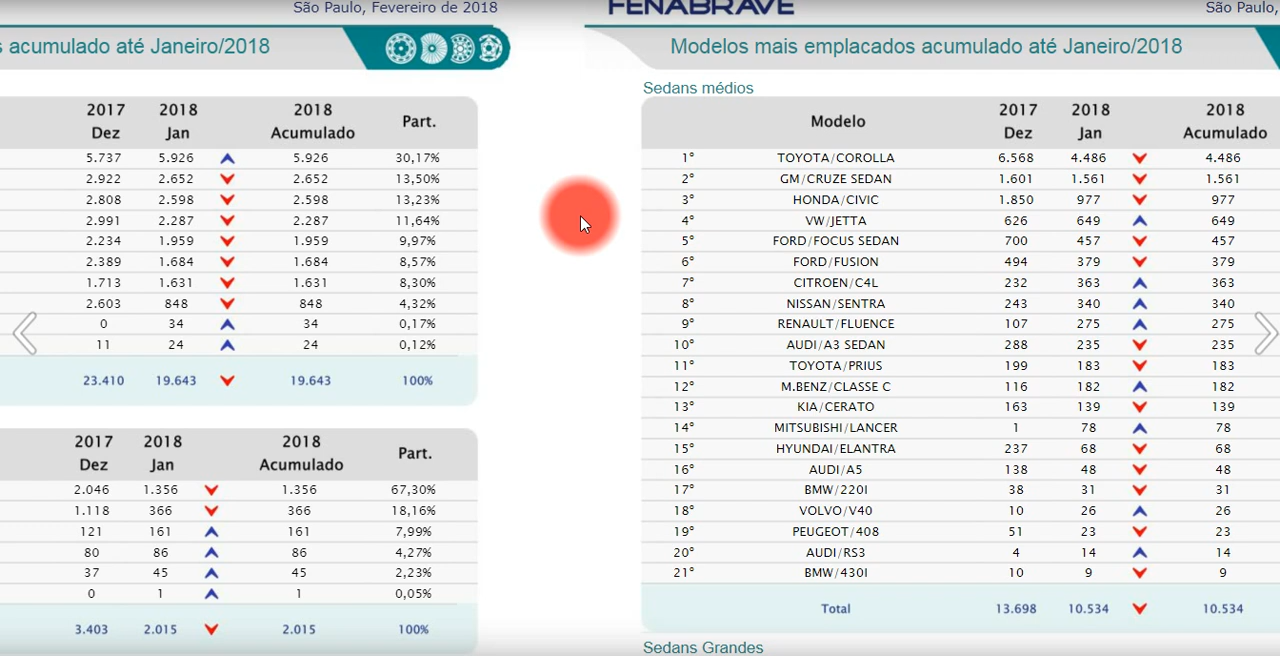 São Paulo, Fevereiro de 2018
s acumulado até Janeiro/2018
2017 2018 2018 Part.
Dez Jan Acumulado
5.737 5.926 5.926 30,17%
2.922 2.652 2.652 13,50%
2.808 2.598 2.598 13,23%
2.991 2.287 2.287 11,64%
2.234 1.959 1.959 9,97%
2.389 1.684 1.684 8,57%
1.713 1.631 1.631 8,30%
2.603 848 848 4,32%
0 34 34 0,17%
11 24 24 0,12%
23.410 19.643 19.643 100%
2017 2018 2018 Part.
Dez Jan Acumulado
2.046 1.356 1.356 67,30%
1.118 366 366 18,16%
121 161 161 7,99%
80 86 86 4,27%
37 45 45 2,23%
0 1 1 0,05%
3.403 2.015 2.015 100%
FENABRAVE
São Paulo,
Modelos mais emplacados acumulado até Janeiro/2018
Sedans médios
Modelo 2017 2018 2018
Dez Jan Acumulado
1° TOYOTA/COROLLA 6.568 4.486 4.486
2° GM/CRUZE SEDAN 1.601 1.561 1.561
3° HONDA/CIVIC 1.850 977 977
4° VW/JETTA 626 649 649
5° FORD/FOCUS SEDAN 700 457 457
6° FORD/FUSION 494 379 379
7° CITROEN/C4L 232 363 363
8° NISSAN/SENTRA 243 340 340
9° RENAULT/FLUENCE 107 275 275
10° AUDI/A3 SEDAN 288 235 235
11° TOYOTA/PRIUS 199 183 183
12° M.BENZ/CLASSE C 116 182 182
13° KIA/CERATO 163 139 139
14° MITSUBISHI/LANCER 1 78 78
15° HYUNDAI/ELANTRA 237 68 68
16° AUDI/A5 138 48 48
17° BMW/220I 38 31 31
18° VOLVO/V40 10 26 26
19° PEUGEOT/408 51 23 23
20° AUDI/RS3 4 14 14
21° BMW/430I 10 9 9
Total 13.698 10.534 10.534
Sedans Grandes